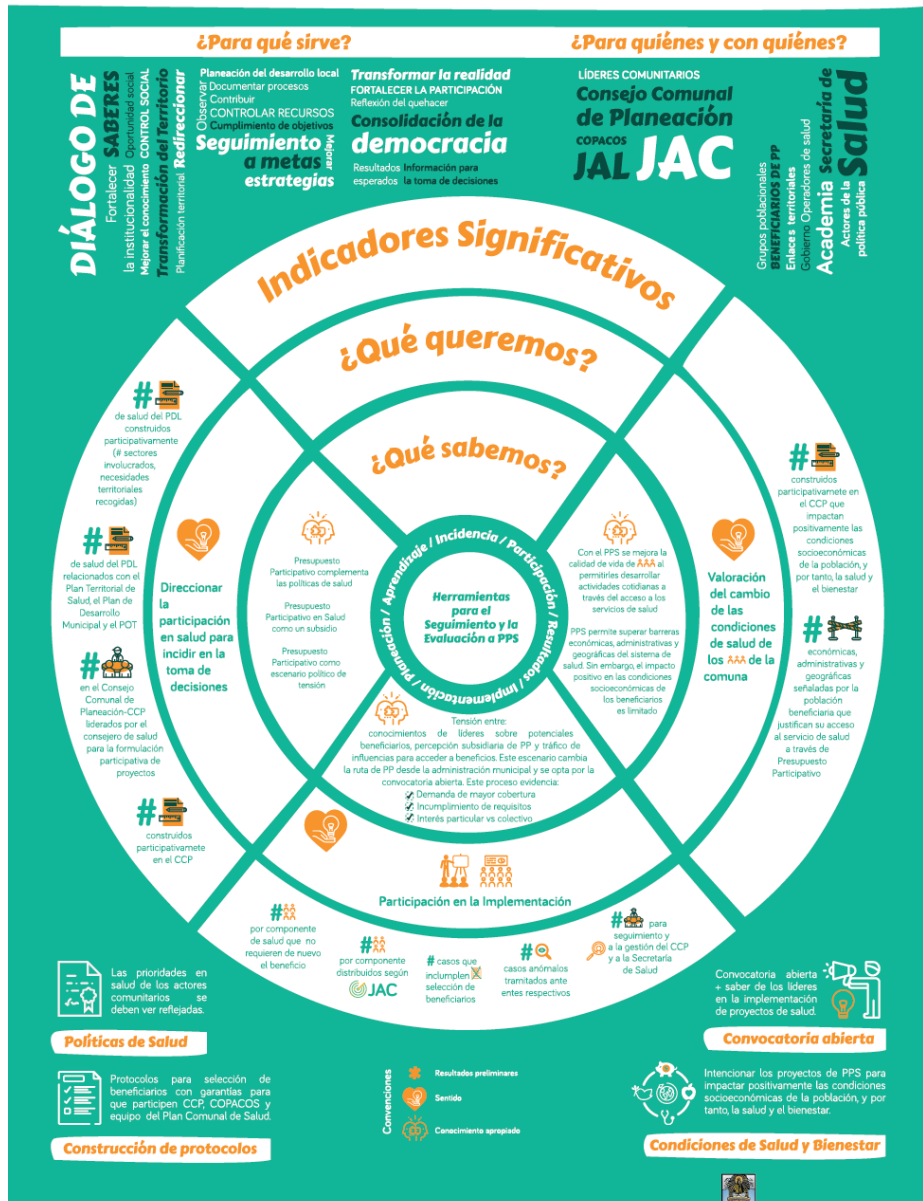 ¿Para qué sirve?
¿Para quiénes y con quiénes?
DIÁLOGO DE
SABERES
Fortalecer
la institucionalidad
Oportunidad social
Mejorar el conocimiento
CONTROL SOCIAL
Transformación del Territorio
Planificación territorial
Redireccionar
Planeación del desarrollo local
Observar
Documentar procesos
Contribuir
CONTROLAR RECURSOS
Cumplimiento de objetivos
Seguimiento
a metas
estrategias
Mejorar
Transformar la realidad
FORTALECER LA PARTICIPACIÓN
Reflexión del quehacer
Consolidación de la
democracia
Resultados
esperados
Información para
la toma de decisiones
LÍDERES COMUNITARIOS
Consejo Comunal
de Planeación
COPACOS
JAL
JAC
Grupos poblacionales
BENEFICIARIOS DE PP
Enlaces territoriales
Gobierno Operadores de salud
Academia
Secretaría de
Salud
Actores de la
política pública
Indicadores Significativos
¿Qué queremos?
¿Qué sabemos?
Planeación / Aprendizaje / Incidencia / Participación / Resultados / Implementación /
Herramientas
para el
Seguimiento y la
Evaluación a PPS
#
de salud del PDL
construidos
participativamente
(# sectores
involucrados,
necesidades
territoriales
recogidas)
#
de salud del PDL
relacionados con el
Plan Territorial de
Salud, el Plan de
Desarrollo
Municipal y el POT
#
en el Consejo
Comunal de
Planeación-CCP
liderados por el
consejero de salud
para la formulación
participativa de
proyectos
#
construidos
participativamete
en el CCP
Direccionar
la
participación
en salud para
incidir en la
toma de
decisiones
Presupuesto
Participativo complementa
las políticas de salud
Presupuesto
Participativo en Salud
como un subsidio
Presupuesto
Participativo como
escenario político de
tensión
Con el PPS se mejora la
calidad de vida de al
permitirles desarrollar
actividades cotidianas a
través del acceso a los
servicios de salud
PPS permite superar barreras
económicas, administrativas y
geográficas del sistema de
salud. Sin embargo, el impacto
positivo en las condiciones
socioeconómicas de
los beneficiarios
es limitado
Valoración
del cambio
de las
condiciones
de salud de
los de la
comuna
#
construidos
participativamete en
el CCP que
impactan
positivamente las
condiciones
socioeconómicas de
la población, y por
tanto, la salud y el
bienestar
#
económicas,
administrativas y
geográficas
señaladas por la
población
beneficiaria que
justifican su acceso
al servicio de salud
a través de
Presupuesto
Participativo
Tensión entre:
conocimientos de líderes sobre potenciales
beneficiarios, percepción subsidiaria de PP y tráfico de
influencias para acceder a beneficios. Este escenario cambia
la ruta de PP desde la administración municipal y se opta por la
convocatoria abierta. Este proceso evidencia:
Demanda de mayor cobertura
Incumplimiento de requisitos
Interés particular vs colectivo
Participación en la Implementación
#
por componente
de salud que no
requieren de nuevo
el beneficio
#
por componente
distribuidos según
JAC
# casos que
inclumplen
selección de
beneficiarios
#
casos anómalos
tramitados ante
entes respectivos
# para
seguimiento y
a la gestión del CCP
y a la Secretaría
de Salud
Las prioridades en
salud de los actores
comunitarios se
deben ver reflejadas.
Políticas de Salud
Protocolos para selección de
beneficiarios con garantías para
que participen CCP, COPACOS y
equipo del Plan Comunal de Salud.
Construcción de protocolos
Convenciones
Resultados preliminares
Sentido
Conocimiento apropiado
Convocatoria abierta
+ saber de los líderes
en la implementación
de proyectos de salud.
Convocatoria abierta
Intencionar los proyectos de PPS para
impactar positivamente las condiciones
socioeconómicas de la población, y por
tanto, la salud y el bienestar.
Condiciones de Salud y Bienestar